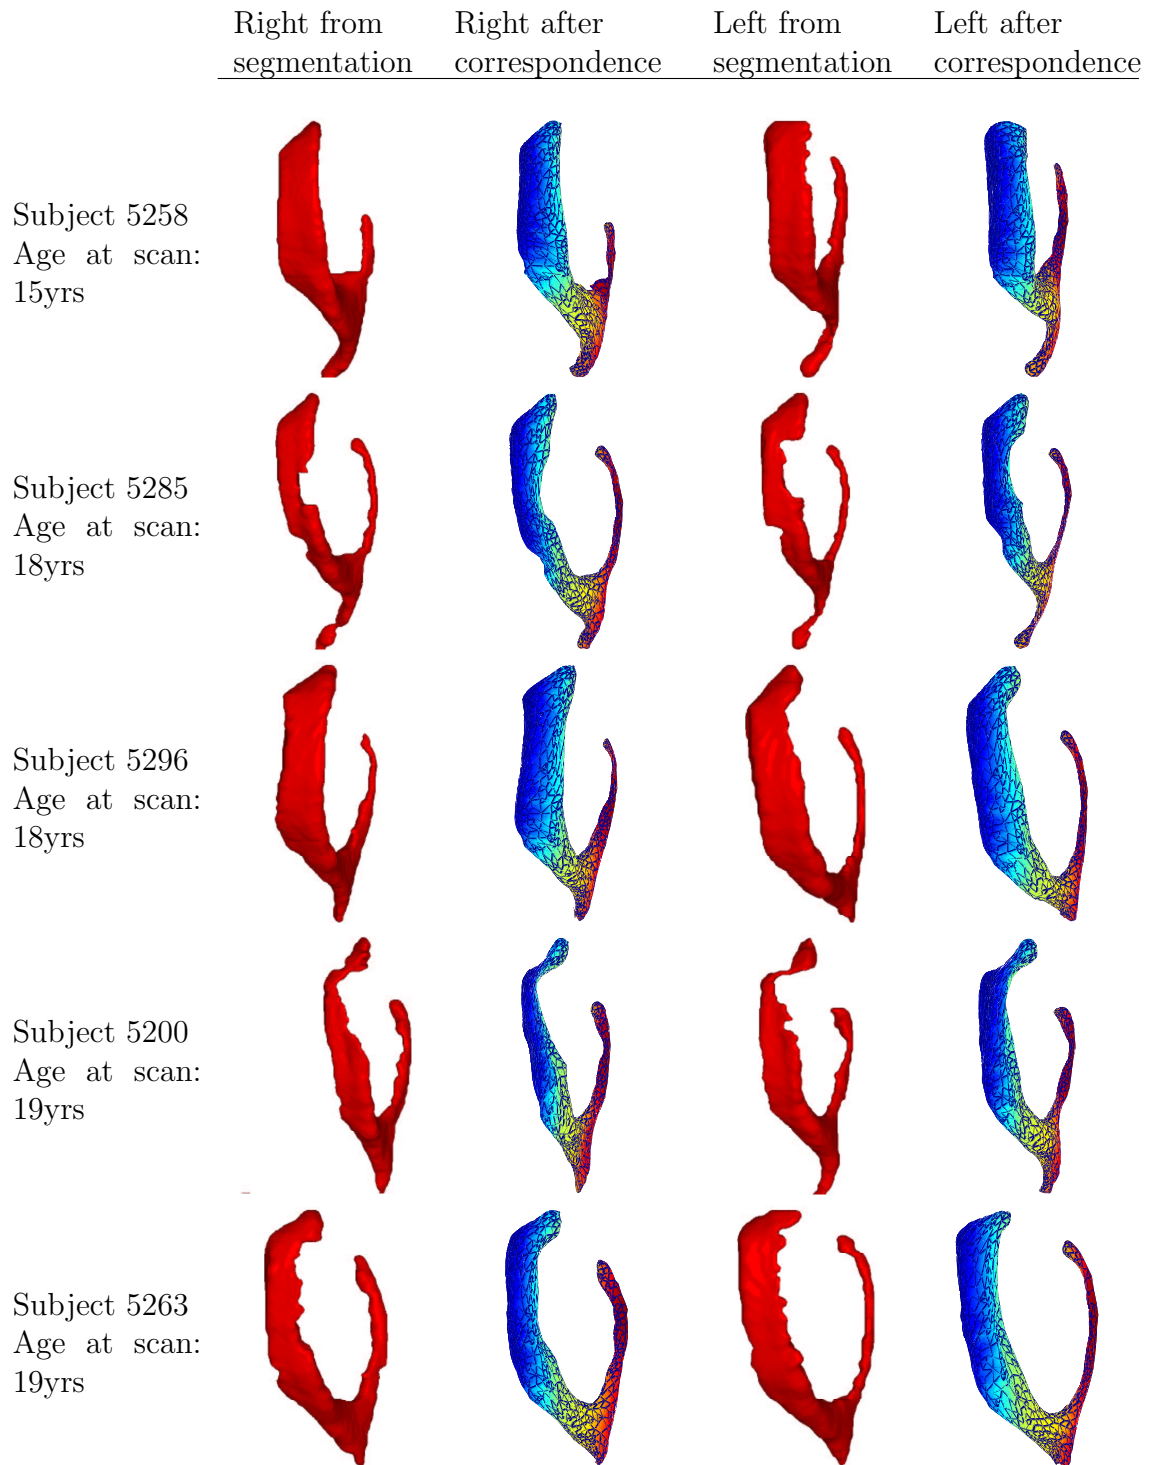 Right from
segmentation
Right after
correspondence
Left from
segmentation
Left after
correspondence
Subject 5258
Age at scan:
15yrs
Subject 5285
Age at scan:
18yrs
Subject 5296
Age at scan:
18yrs
Subject 5200
Age at scan:
19yrs
Subject 5263
Age at scan:
19yrs